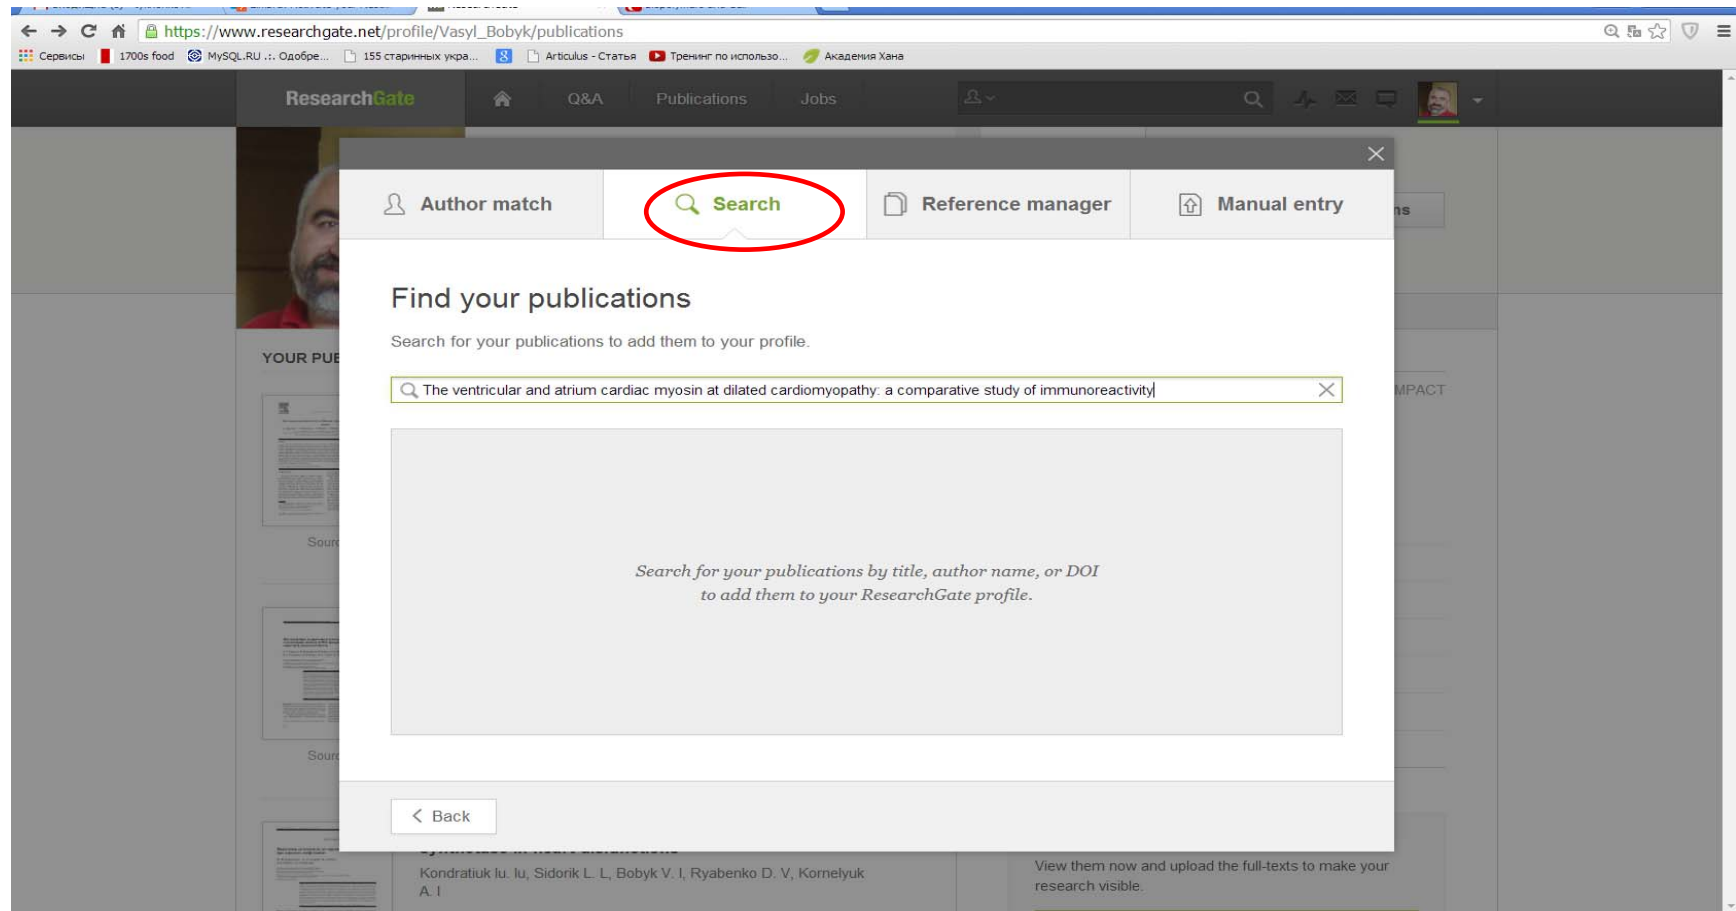 https://www.researchgate.net/profile/Vasyl_Bobyk/publications
Сервисы 1700s food MySQL.RU .:. Одобре... 155 старинных укра... 8 Articulus - Статья Тренинг по использо... Академия Хана
ResearchGate Q&A Publications Jobs
Author match Search Reference manager Manual entry
ns
Find your publications
Search for your publications to add them to your profile.
YOUR PUB
The ventricular and atrium cardiac myosin at dilated cardiomyopathy: a comparative study of immunoreactivity
MPACT
Sourc
Search for your publications by title, author name, or DOI
to add them to your ResearchGate profile.
Sourc
< Back
Kondratiuk Iu. Iu, Sidorik L. L, Bobyk V. I, Ryabenko D. V, Kornelyuk
A. I
View them now and upload the full-texts to make your
research visible.